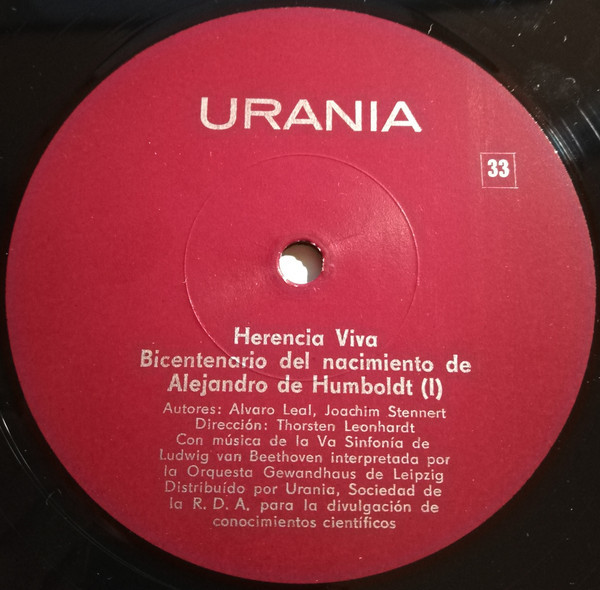 URANIA
33
Herencia Viva
Bicentenario del nacimiento de
Alejandro de Humboldt (I)
Autores: Alvaro Leal, Joachim Stennert
Dirección: Thorsten Leonhardt
Con música de la Va Sinfonía de
Ludwig van Beethoven interpretada por
la Orquesta Gewandhaus de Leipzig
Distribuído por Urania, Sociedad de
la R. D. A. para la divulgación de
conocimientos científicos